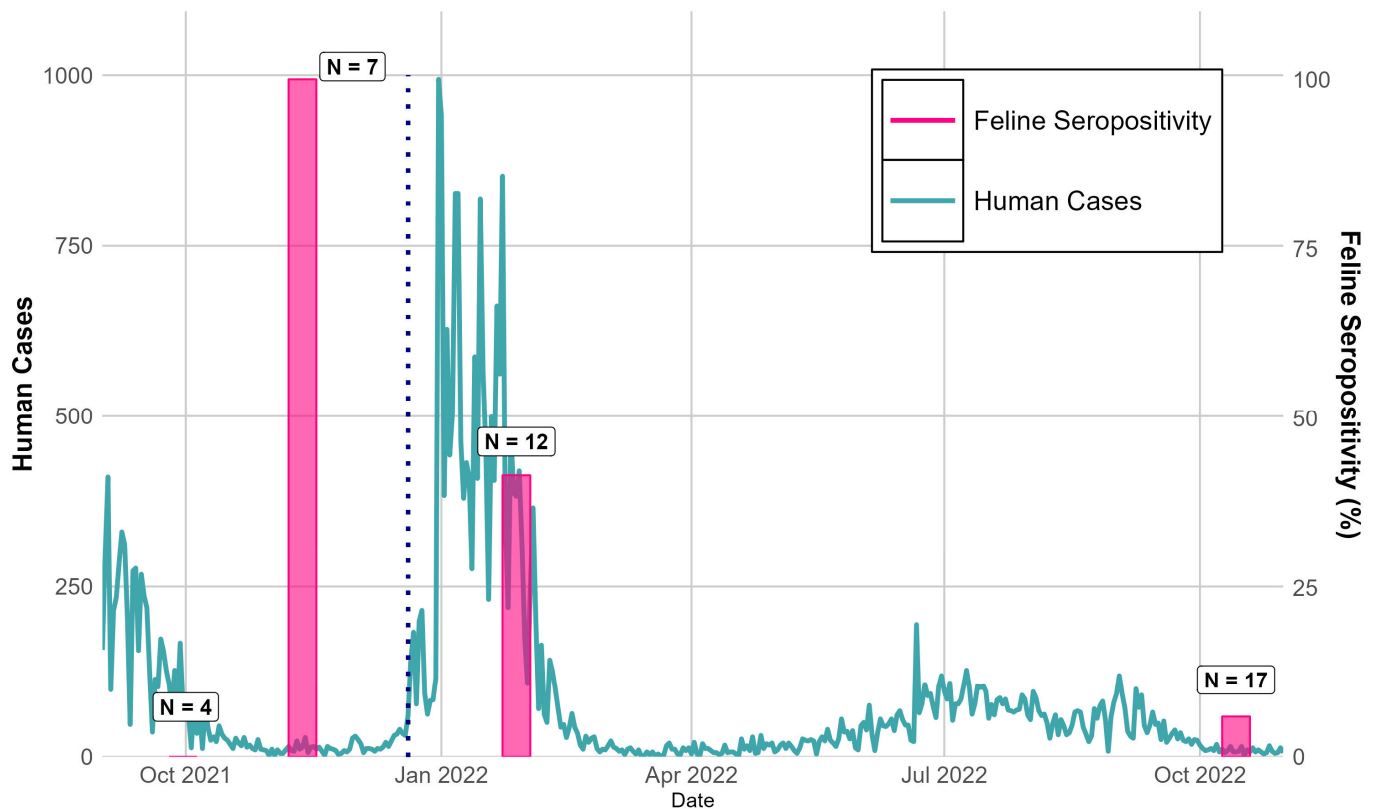 N = 7
1000
100
Feline Seropositivity
Human Cases
750
75
Human Cases
Feline Seropositivity (%)
500
50
N = 12
250
25
N = 4
N = 17
0
0
Oct 2021
Jan 2022
Apr 2022
Jul 2022
Oct 2022
Date